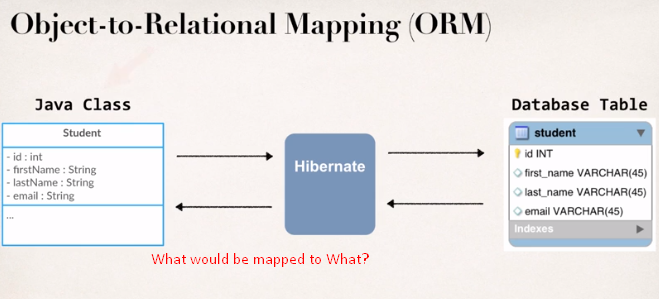 Object-to-Relational Mapping (ORM)
Java Class
Student
- id : int
- firstName : String
- lastName : String
- email : String
...
Hibernate
Database Table
student
id INT
first_name VARCHAR(45)
last_name VARCHAR(45)
email VARCHAR(45)
Indexes
What would be mapped to What?